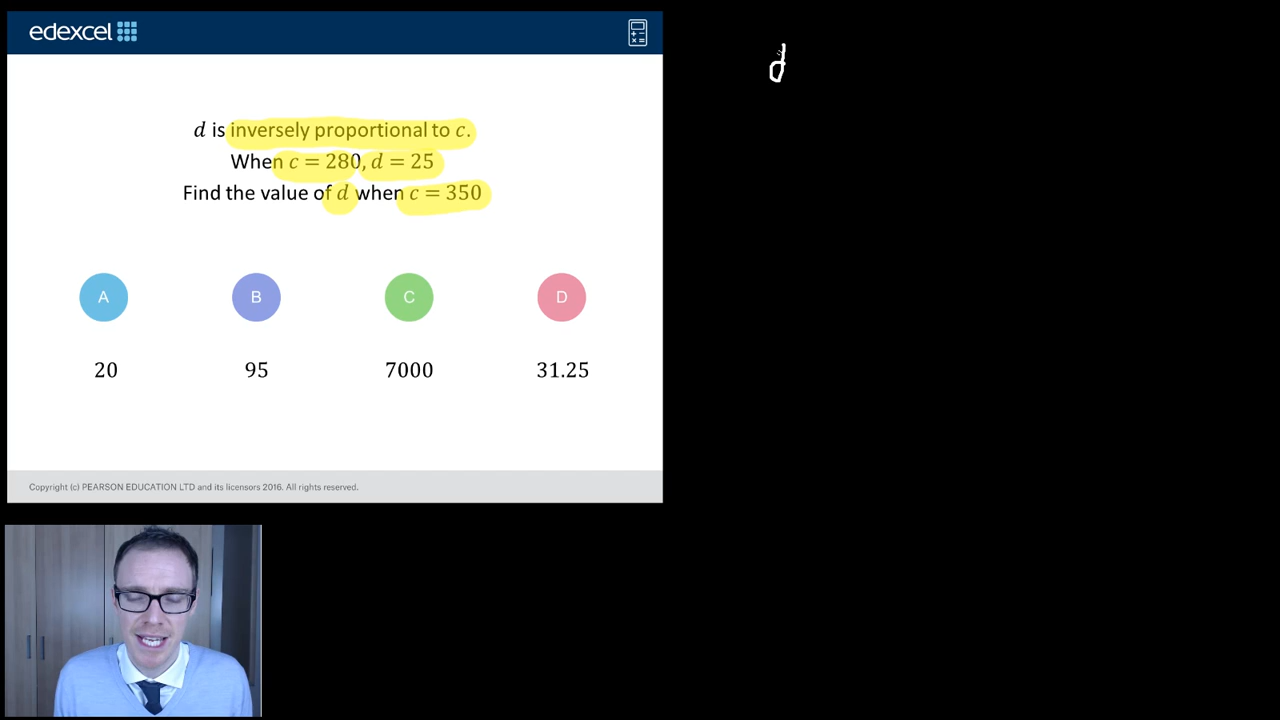 edexcel
d is inversely proportional to c.
When c = 280, d = 25
Find the value of d when c = 350
A B C D
20 95 7000 31.25
Copyright (c) PEARSON EDUCATION LTD and its licensors 2016. All rights reserved.
d